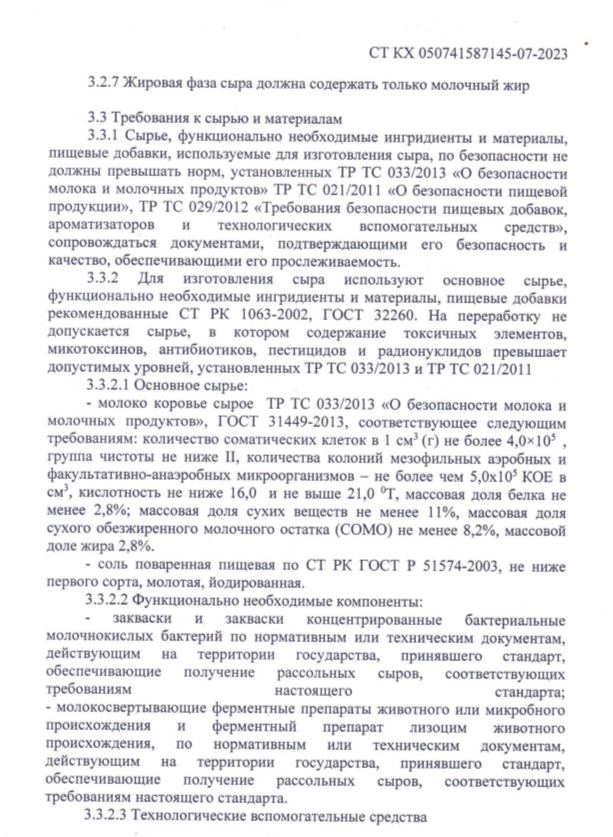 СТ КХ 050741587145-07-2023
3.2.7 Жировая фаза сыра должна содержать только молочный жир
3.3 Требования к сырью и материалам
3.3.1 Сырье, функционально необходимые ингридиенты и материалы,
пищевые добавки, используемые для изготовления сыра, по безопасности не
должны превышать норм, установленных ТР ТС 033/2013 «О безопасности
молока и молочных продуктов» ТР ТС 021/2011 «О безопасности пищевой
продукции», ТР ТС 029/2012 «Требования безопасности пищевых добавок,
ароматизаторов и технологических вспомогательных средств»,
сопровождаться документами, подтверждающими его безопасность и
качество, обеспечивающими его прослеживаемость.
3.3.2 Для изготовления сыра используют основное сырье,
функционально необходимые ингридиенты и материалы, пищевые добавки
рекомендованные СТ РК 1063-2002, ГОСТ 32260. На переработку не
допускается сырье, в котором содержание токсичных элементов,
микотоксинов, антибиотиков, пестицидов и радионуклидов превышает
допустимых уровней, установленных ТР ТС 033/2013 и ТР ТС 021/2011
3.3.2.1 Основное сырье:
- молоко коровье сырое ТР ТС 033/2013 «О безопасности молока и
молочных продуктов», ГОСТ 31449-2013, соответствующее следующим
требованиям: количество соматических клеток в 1 см³ (г) не более 4,0×10⁵ ,
группа чистоты не ниже II, количества колоний мезофильных аэробных и
факультативно-анаэробных микроорганизмов – не более чем 5,0х10⁵ КОЕ в
см³, кислотность не ниже 16,0 и не выше 21,0 ⁰Т, массовая доля белка не
менее 2,8%; массовая доля сухих веществ не менее 11%, массовая доля
сухого обезжиренного молочного остатка (СОМО) не менее 8,2%, массовой
доле жира 2,8%.
- соль поваренная пищевая по СТ РК ГОСТ Р 51574-2003, не ниже
первого сорта, молотая, йодированная.
3.3.2.2 Функционально необходимые компоненты:
- закваски и закваски концентрированные бактериальные
молочнокислых бактерий по нормативным или техническим документам,
действующим на территории государства, принявшего стандарт,
обеспечивающие получение рассольных сыров, соответствующих
требованиям настоящего стандарта;
- молокосвертывающие ферментные препараты животного или микробного
происхождения и ферментный препарат лизоцим животного
происхождения, по нормативным или техническим документам,
действующим на территории государства, принявшего стандарт,
обеспечивающие получение рассольных сыров, соответствующих
требованиям настоящего стандарта.
3.3.2.3 Технологические вспомогательные средства